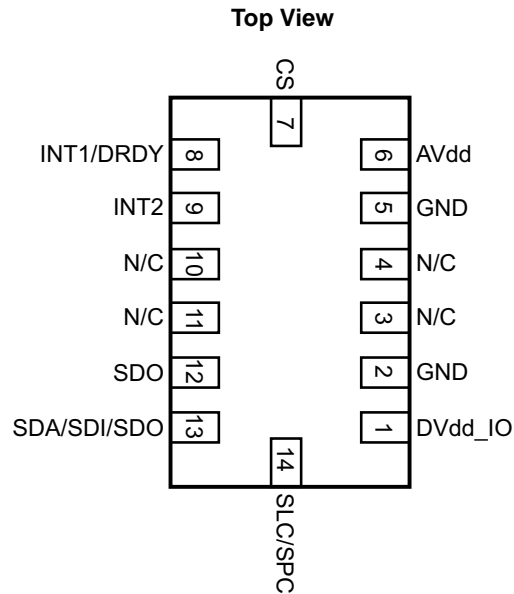 Top View
CS
7
INT1/DRDY 8 6 AVdd
INT2 9 5 GND
N/C 10 4 N/C
N/C 11 3 N/C
SDO 12 2 GND
SDA/SDI/SDO 13 1 DVdd_IO
14
SLC/SPC